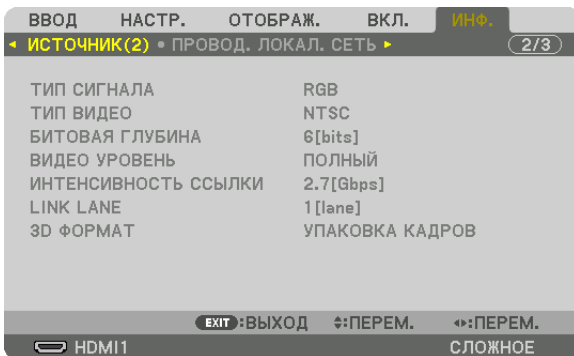 ВВОД НАСТР. ОТОБРАЖ. ВКЛ. ИНФ.
ИСТОЧНИК(2) • ПРОВОД. ЛОКАЛ. СЕТЬ 2/3
ТИП СИГНАЛА RGB
ТИП ВИДЕО NTSC
БИТОВАЯ ГЛУБИНА 6[bits]
ВИДЕО УРОВЕНЬ ПОЛНЫЙ
ИНТЕНСИВНОСТЬ ССЫЛКИ 2.7[Gbps]
LINK LANE 1[lane]
3D ФОРМАТ УПАКОВКА КАДРОВ
EXIT :ВЫХОД :ПЕРЕМ. :ПЕРЕМ.
HDMI1 СЛОЖНОЕ